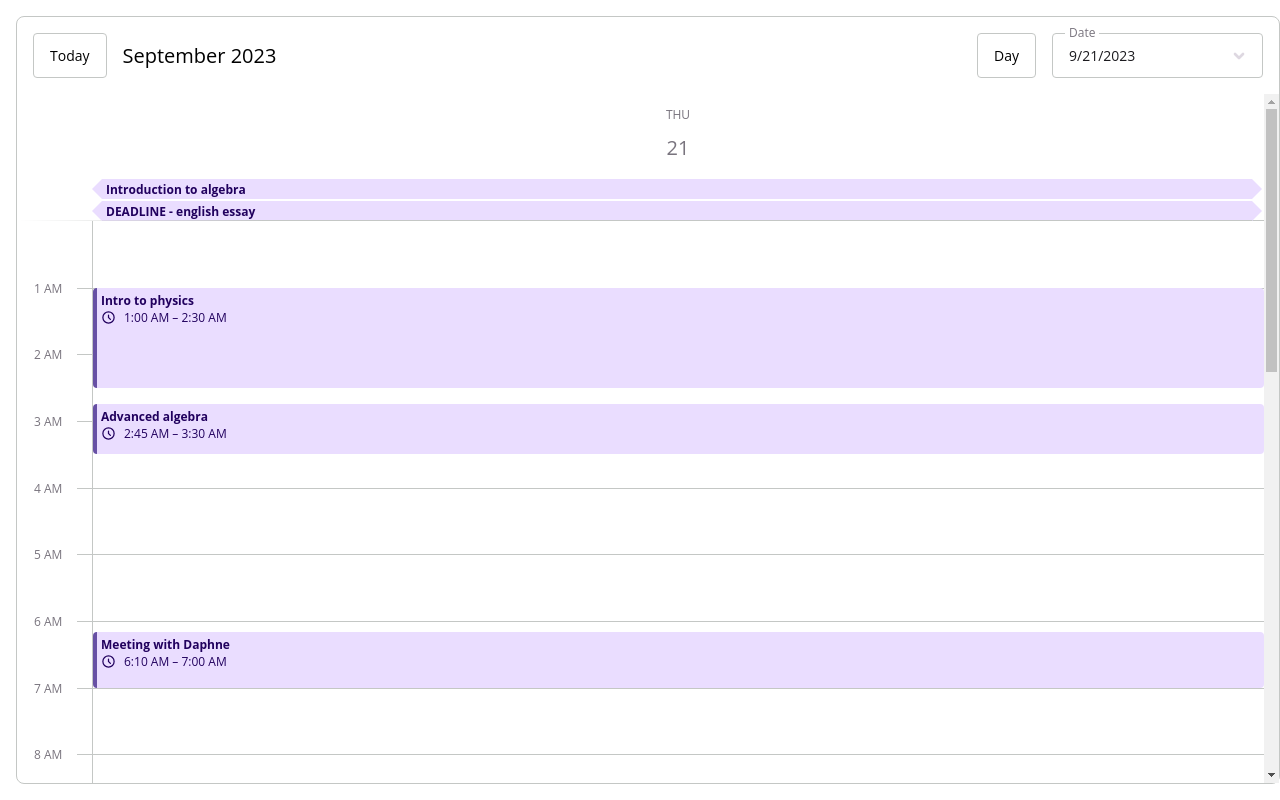 Today
September 2023
Day
Date
9/21/2023
THU
21
Introduction to algebra
DEADLINE - english essay
1 AM
Intro to physics
1:00 AM – 2:30 AM
2 AM
Advanced algebra
3 AM
2:45 AM – 3:30 AM
4 AM
5 AM
6 AM
Meeting with Daphne
6:10 AM – 7:00 AM
7 AM
8 AM